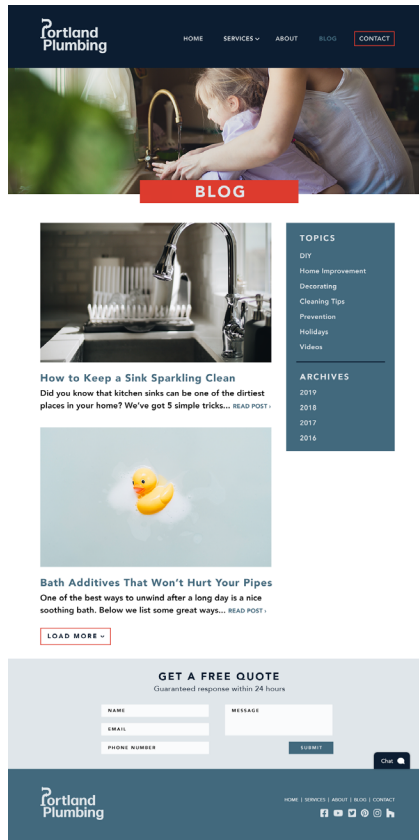 Portland
Plumbing
HOME SERVICES ABOUT BLOG CONTACT
BLOG
How to Keep a Sink Sparkling Clean
Did you know that kitchen sinks can be one of the dirtiest
places in your home? We've got 5 simple tricks... READ POST ›
Bath Additives That Won't Hurt Your Pipes
One of the best ways to unwind after a long day is a nice
soothing bath. Below we list some great ways... READ POST ›
LOAD MORE
TOPICS
DIY
Home Improvement
Decorating
Cleaning Tips
Prevention
Holidays
Videos
ARCHIVES
2019
2018
2017
2016
GET A FREE QUOTE
Guaranteed response within 24 hours
NAME
EMAIL
PHONE NUMBER
MESSAGE
SUBMIT
Chat
Portland
Plumbing
HOME | SERVICES | ABOUT | BLOG | CONTACT